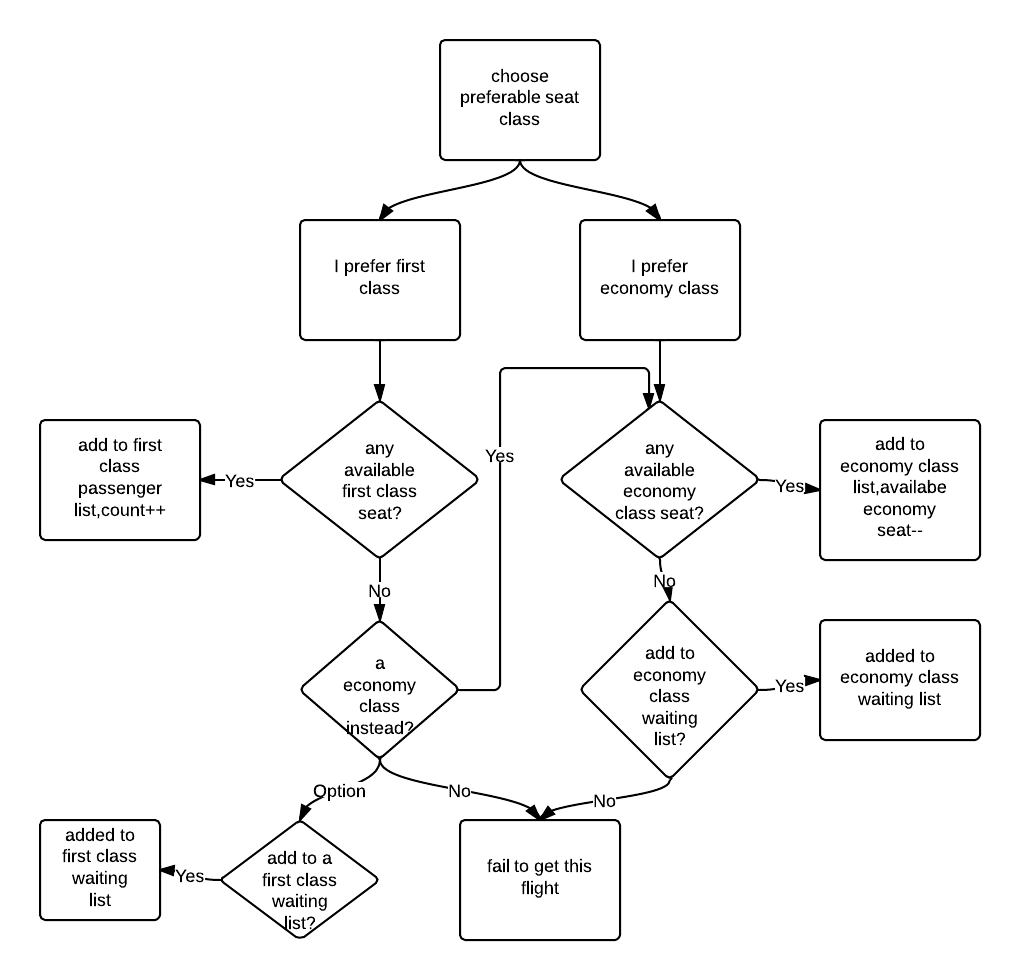 choose
preferable seat
class
I prefer first
class
I prefer
economy class
add to first
class
passenger
list,count++
Yes
any
available
first class
seat?
Yes
any
available
economy
class seat?
Yes
add to
economy class
list,availabe
economy
seat--
No
No
a
economy
class
instead?
add to
economy
class
waiting
list?
Yes
added to
economy class
waiting list
Option
No
No
added to
first class
waiting
list
Yes
add to a
first class
waiting
list?
fail to get this
flight